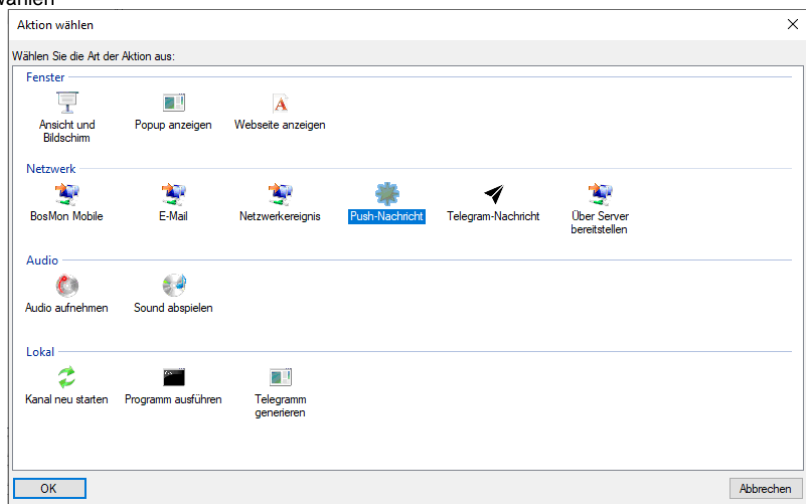 Aktion wählen
Wählen Sie die Art der Aktion aus:
Fenster
Ansicht und
Bildschirm
Popup anzeigen
Webseite anzeigen
Netzwerk
BosMon Mobile
E-Mail
Netzwerkereignis
Push-Nachricht
Telegram-Nachricht
Über Server
bereitstellen
Audio
Audio aufnehmen
Sound abspielen
Lokal
Kanal neu starten
Programm ausführen
Telegramm
generieren
OK
Abbrechen